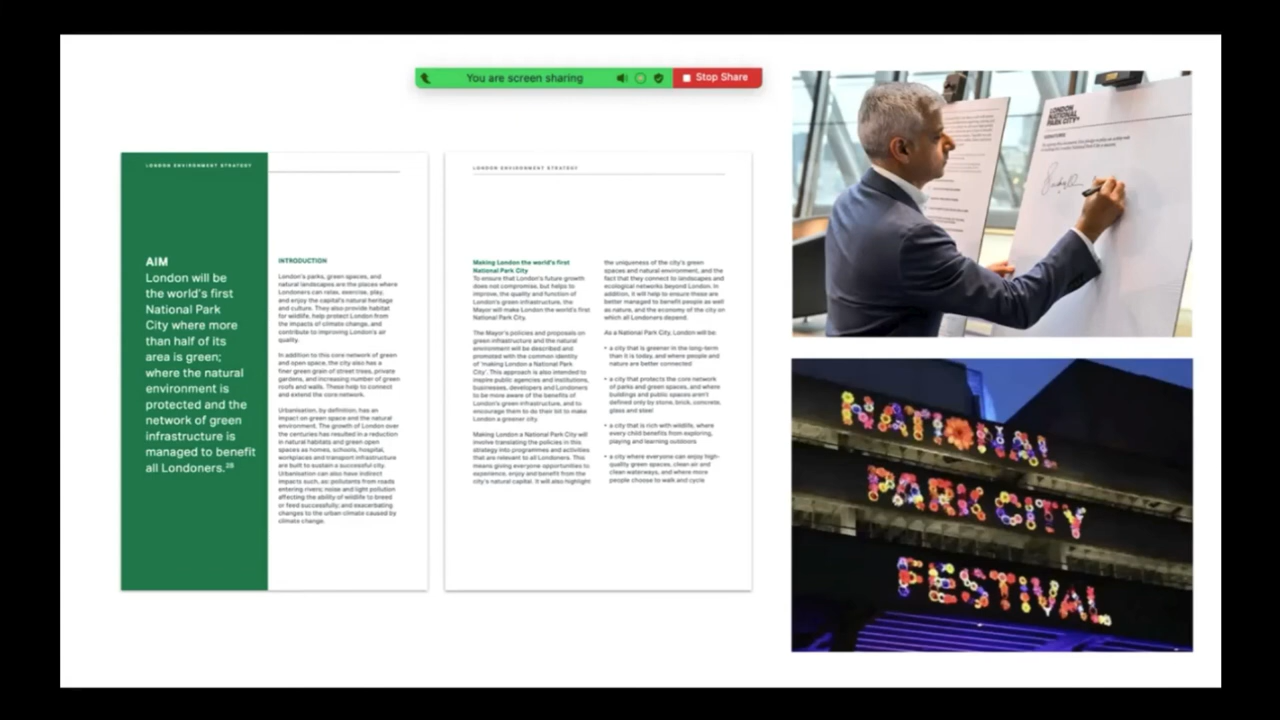 You are screen sharing
Stop Share
LONDON ENVIRONMENT STRATEGY
AIM
London will be
the world's first
National Park
City where more
than half of its
area is green;
where the natural
environment is
protected and the
network of green
infrastructure is
managed to benefit
all Londoners.²⁸
INTRODUCTION
London's parks, green spaces, and
natural landscapes are the places where
Londoners can relax, exercise, play,
and enjoy the capital's natural heritage
and culture. They also provide habitat
for wildlife, help protect London from
the impacts of climate change, and
contribute to improving London's air
quality.
In addition to this core network of green
and open space, the city also has a
finer green grain of street trees, private
gardens, and increasing number of green
roofs and walls. These help to connect
and extend the core network.
Urbanisation, by definition, has an
impact on green space and the natural
environment. The growth of London over
the centuries has resulted in a reduction
in natural habitats and green open
spaces as homes, schools, hospital,
workplaces and transport infrastructure
are built to sustain a successful city.
Urbanisation can also have indirect
impacts such, as: pollutants from roads
entering rivers; noise and light pollution
affecting the ability of wildlife to breed
or feed successfully; and exacerbating
changes to the urban climate caused by
climate change.
LONDON ENVIRONMENT STRATEGY
Making London the world's first
National Park City
To ensure that London's future growth
does not compromise, but helps to
improve, the quality and function of
London's green infrastructure, the
Mayor will make London the world's first
National Park City.
The Mayor's policies and proposals on
green infrastructure and the natural
environment will be described and
promoted with the common identity
of 'making London a National Park
City'. This approach is also intended to
inspire public agencies and institutions,
businesses, developers and Londoners
to be more aware of the benefits of
London's green infrastructure, and to
encourage them to do their bit to make
London a greener city.
Making London a National Park City will
involve translating the policies in this
strategy into programmes and activities
that are relevant to all Londoners. This
means giving everyone opportunities to
experience, enjoy and benefit from the
city's natural capital. It will also highlight
the uniqueness of the city's green
spaces and natural environment, and the
fact that they connect to landscapes and
ecological networks beyond London. In
addition, it will help to ensure these are
better managed to benefit people as well
as nature, and the economy of the city on
which all Londoners depend.
As a National Park City, London will be:
• a city that is greener in the long-term
than it is today, and where people and
nature are better connected
• a city that protects the core network
of parks and green spaces, and where
buildings and public spaces aren't
defined only by stone, brick, concrete,
glass and steel
• a city that is rich with wildlife, where
every child benefits from exploring,
playing and learning outdoors
• a city where everyone can enjoy high-
quality green spaces, clean air and
clean waterways, and where more
people choose to walk and cycle
LONDON
NATIONAL
PARK CITY
NATIONAL
PARK CITY
FESTIVAL